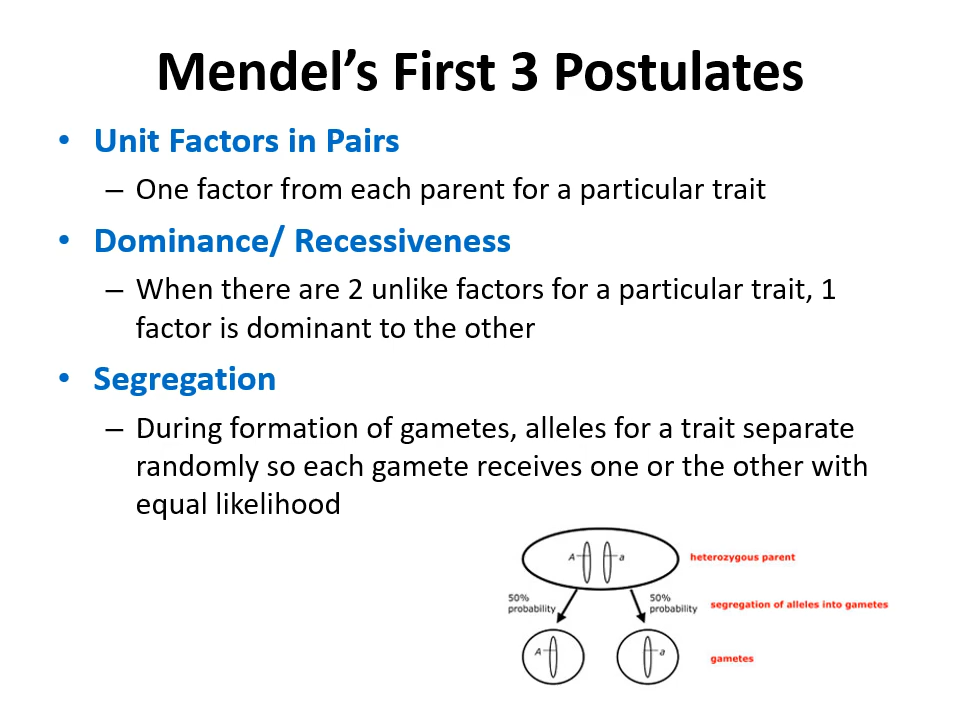 Mendel’s First 3 Postulates
• Unit Factors in Pairs
– One factor from each parent for a particular trait
• Dominance/ Recessiveness
– When there are 2 unlike factors for a particular trait, 1
factor is dominant to the other
• Segregation
– During formation of gametes, alleles for a trait separate
randomly so each gamete receives one or the other with
equal likelihood
A a
heterozygous parent
50%
probability
50%
probability
segregation of alleles into gametes
A
a
gametes